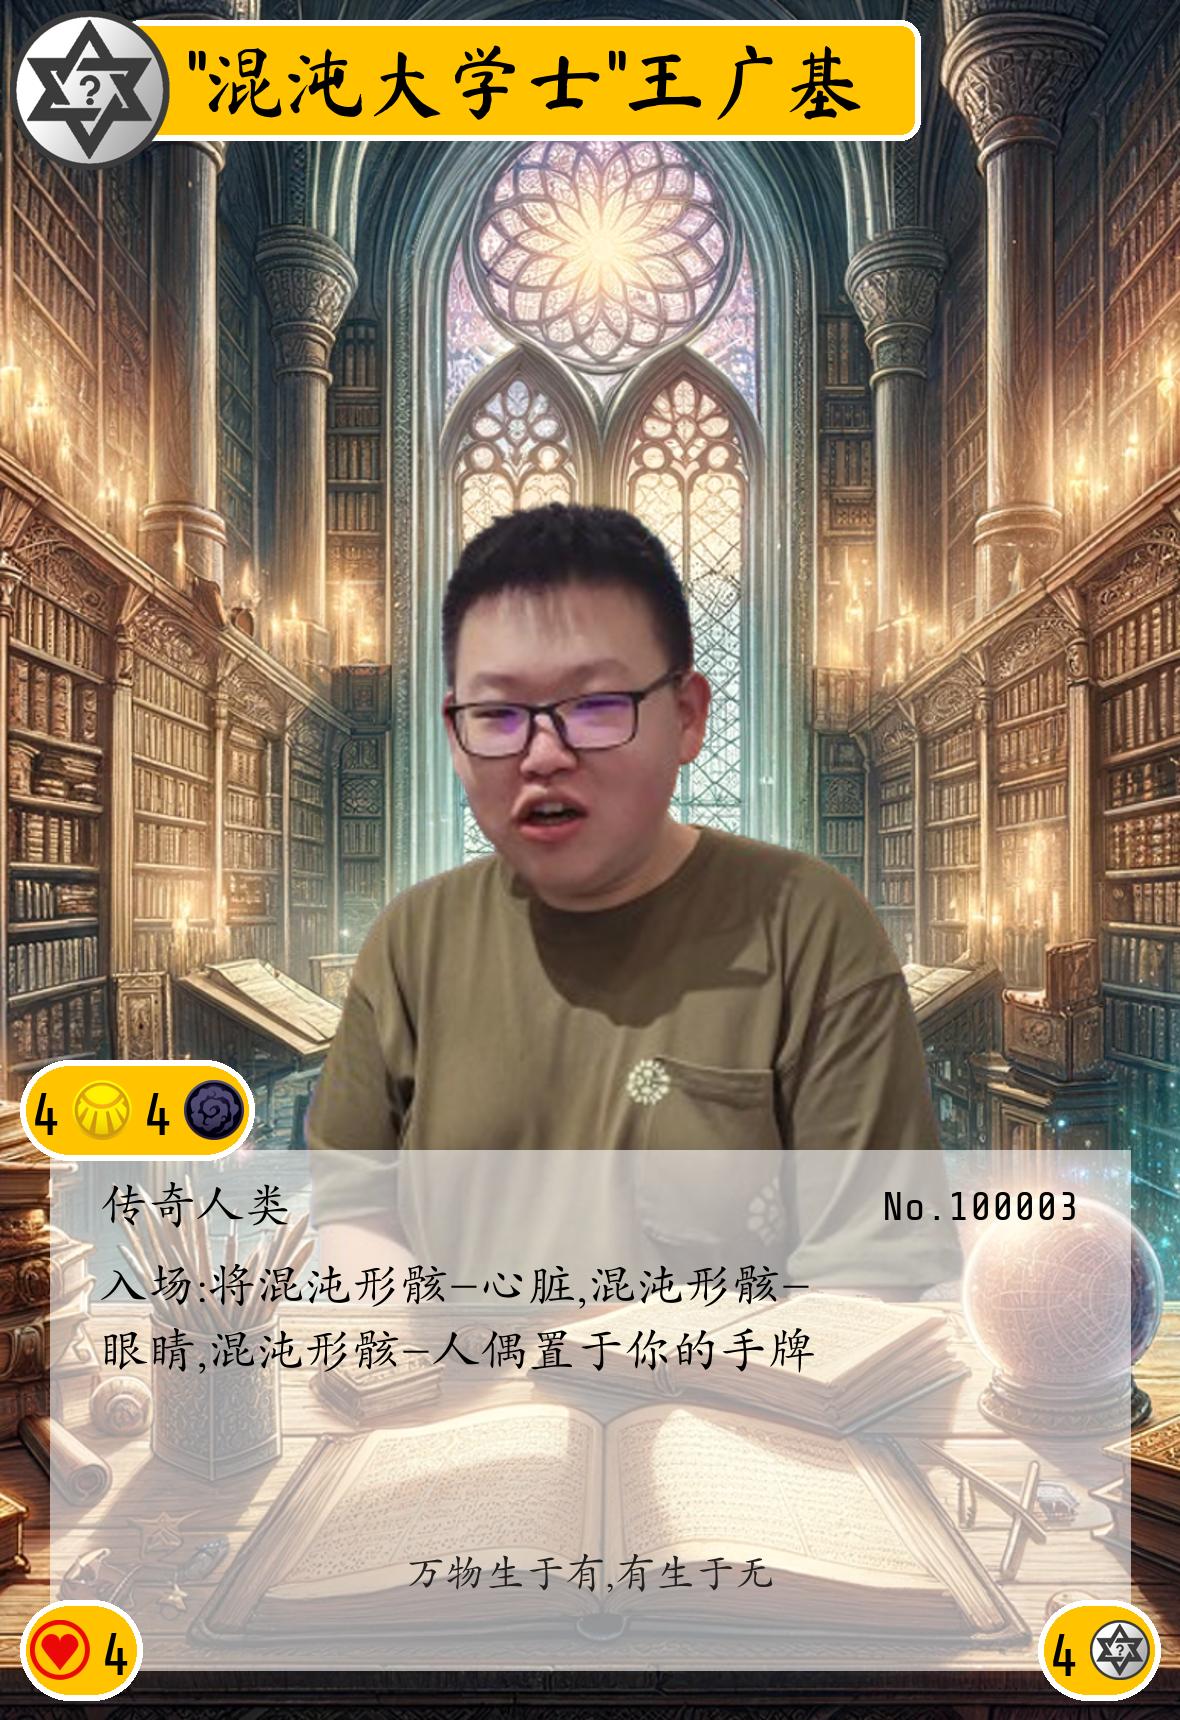 ?
"混沌大学士"王广基
4 4
传奇人类
No.100003
入场:将混沌形骸-心脏,混沌形骸-
眼睛,混沌形骸-人偶置于你的手牌
万物生于有,有生于无
4
4 ?